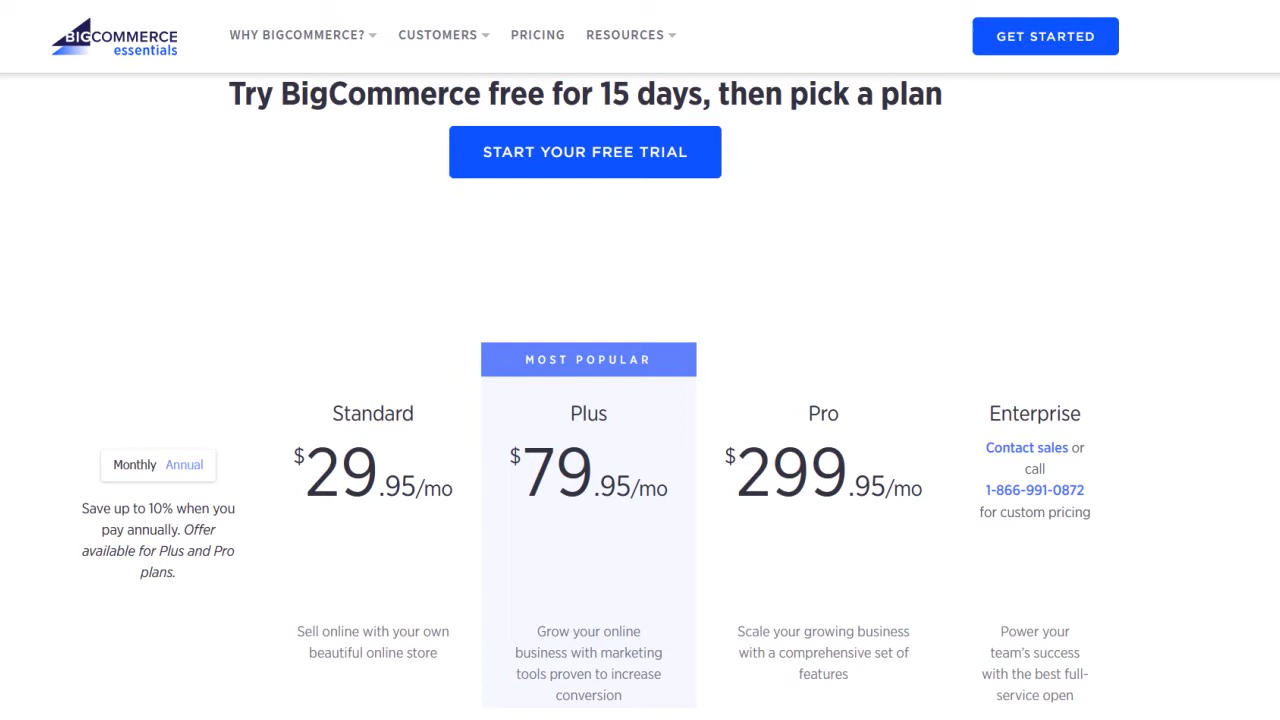 BIGCOMMERCE
essentials
WHY BIGCOMMERCE?
CUSTOMERS
PRICING
RESOURCES
GET STARTED
Try BigCommerce free for 15 days, then pick a plan
START YOUR FREE TRIAL
Monthly Annual
Save up to 10% when you
pay annually. Offer
available for Plus and Pro
plans.
Standard
$29.95/mo
Sell online with your own
beautiful online store
MOST POPULAR
Plus
$79.95/mo
Grow your online
business with marketing
tools proven to increase
conversion
Pro
$299.95/mo
Scale your growing business
with a comprehensive set of
features
Enterprise
Contact sales or
call
1-866-991-0872
for custom pricing
Power your
team's success
with the best full-
service open